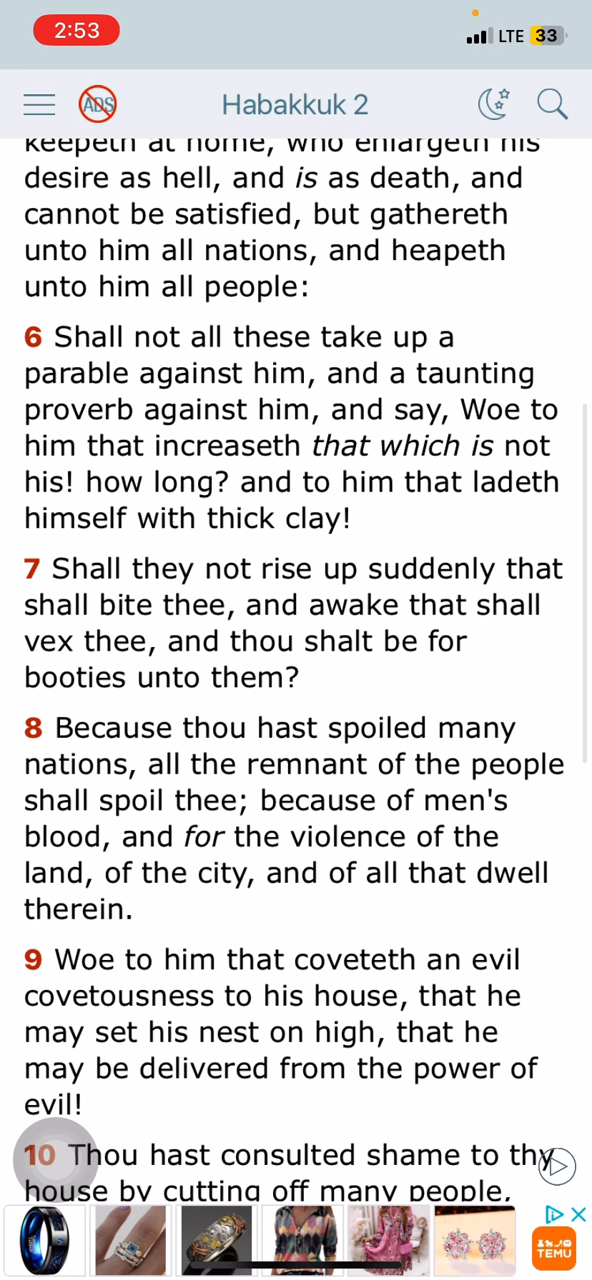 2:53
LTE 33
ADS
Habakkuk 2
keepeth at home, who enlargeth his
desire as hell, and is as death, and
cannot be satisfied, but gathereth
unto him all nations, and heapeth
unto him all people:
6 Shall not all these take up a
parable against him, and a taunting
proverb against him, and say, Woe to
him that increaseth that which is not
his! how long? and to him that ladeth
himself with thick clay!
7 Shall they not rise up suddenly that
shall bite thee, and awake that shall
vex thee, and thou shalt be for
booties unto them?
8 Because thou hast spoiled many
nations, all the remnant of the people
shall spoil thee; because of men's
blood, and for the violence of the
land, of the city, and of all that dwell
therein.
9 Woe to him that coveteth an evil
covetousness to his house, that he
may set his nest on high, that he
may be delivered from the power of
evil!
10 Thou hast consulted shame to thy
house by cutting off many people,
TEMU